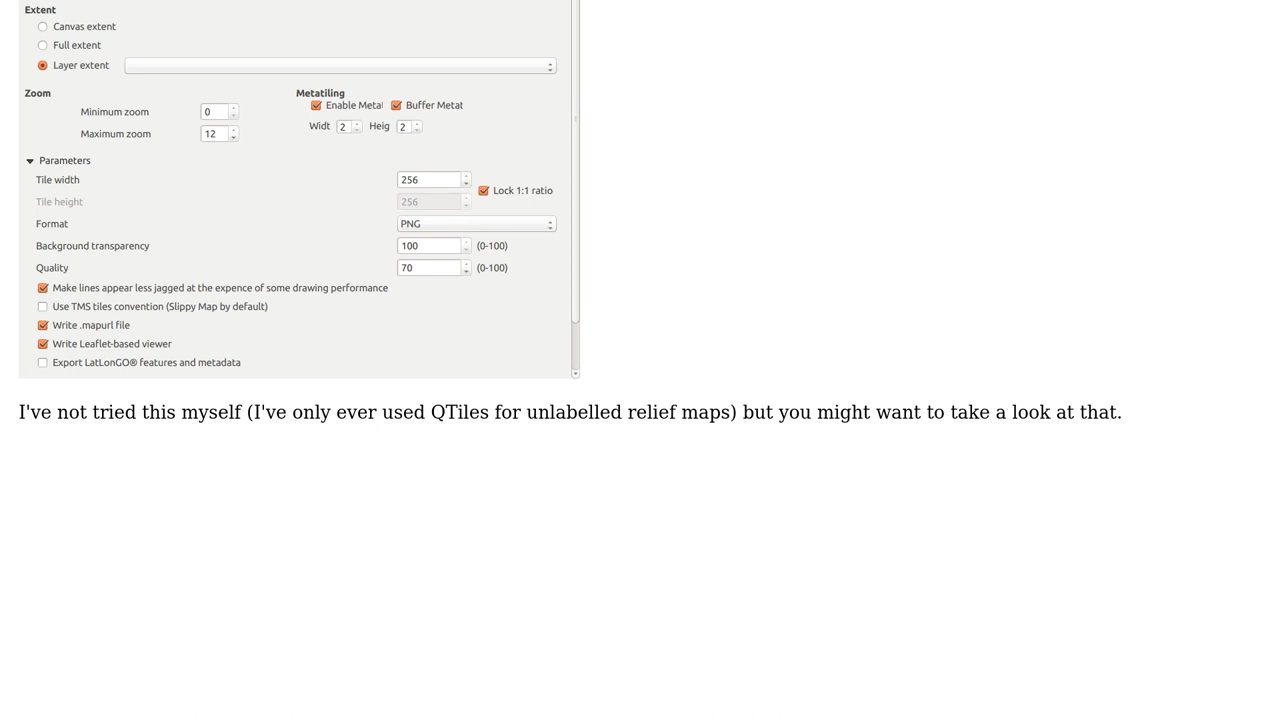 Extent
Canvas extent
Full extent
Layer extent
Zoom
Metatiling
Enable Metal
Buffer Metat
Minimum zoom 0
Widt 2 Heig 2
Maximum zoom 12
Parameters
Tile width 256
Lock 1:1 ratio
Tile height 256
Format PNG
Background transparency 100 (0-100)
Quality 70 (0-100)
Make lines appear less jagged at the expence of some drawing performance
Use TMS tiles convention (Slippy Map by default)
Write .mapurl file
Write Leaflet-based viewer
Export LatLonGO® features and metadata
I've not tried this myself (I've only ever used QTiles for unlabelled relief maps) but you might want to take a look at that.